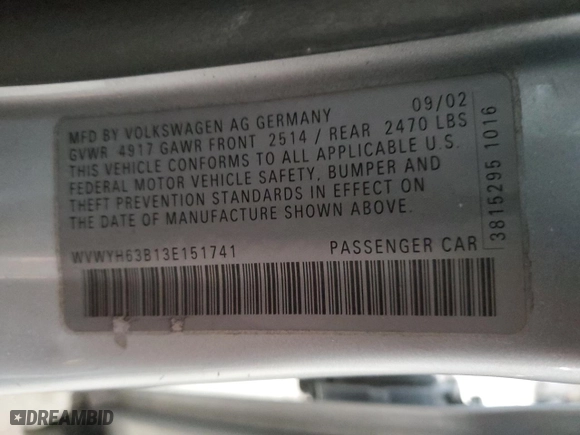 MFD BY VOLKSWAGEN AG GERMANY 09/02
GVWR 4917 GAWR FRONT 2514 / REAR 2470 LBS
THIS VEHICLE CONFORMS TO ALL APPLICABLE U.S.
FEDERAL MOTOR VEHICLE SAFETY, BUMPER AND
THEFT PREVENTION STANDARDS IN EFFECT ON
THE DATE OF MANUFACTURE SHOWN ABOVE.
WVWYH63B13E151741 PASSENGER CAR
3815295 1016
DREAMBID